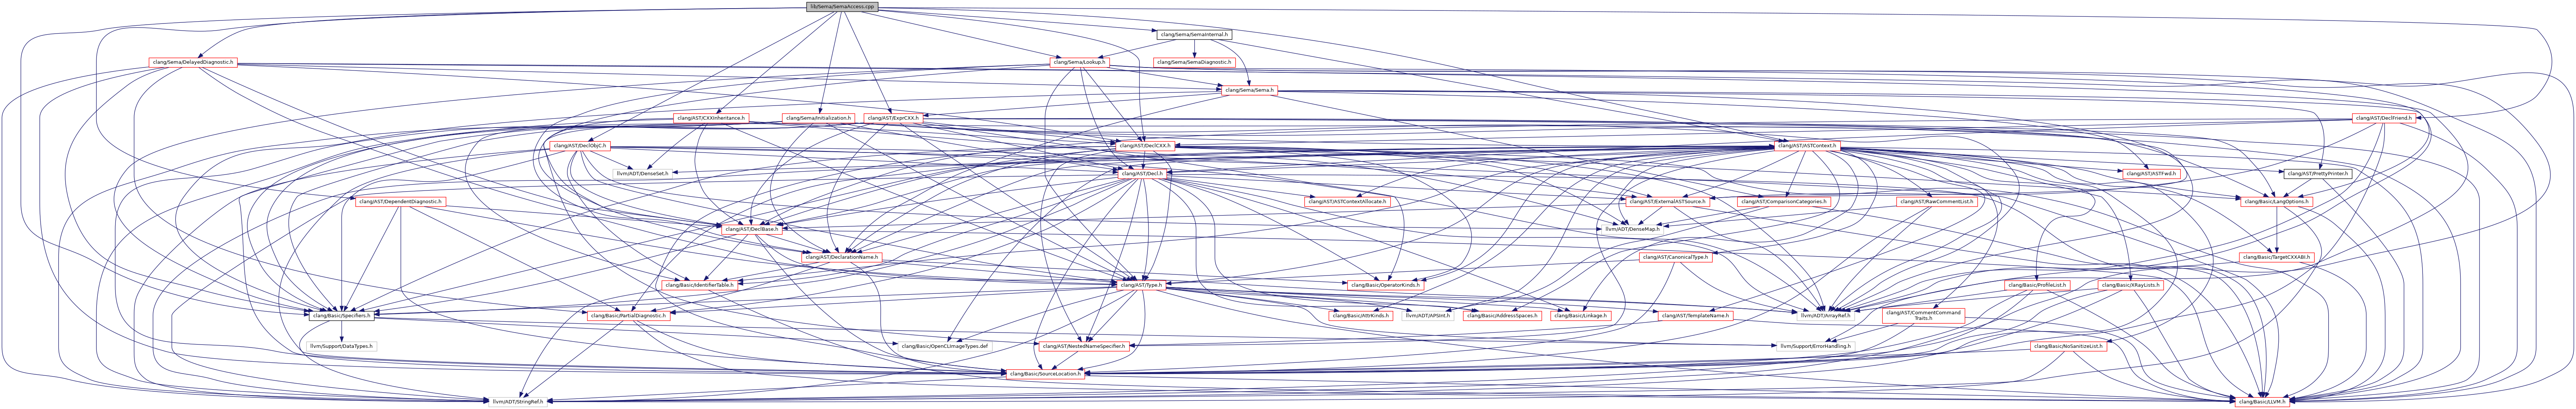 lib/Sema/SemaAccess.cpp
clang/Sema/SemaInternal.h
clang/Sema/DelayedDiagnostic.h
clang/Sema/Lookup.h
clang/Sema/SemaDiagnostic.h
clang/Sema/Sema.h
clang/AST/CXXInheritance.h
clang/Sema/Initialization.h
clang/AST/ExprCXX.h
clang/AST/DeclFriend.h
clang/AST/DeclObjC.h
clang/AST/DeclCXX.h
clang/AST/ASTContext.h
llvm/ADT/DenseSet.h
clang/AST/Decl.h
clang/AST/ASTFwd.h
clang/AST/PrettyPrinter.h
clang/AST/DependentDiagnostic.h
clang/AST/ASTContextAllocate.h
clang/AST/ExternalASTSource.h
clang/AST/ComparisonCategories.h
clang/AST/RawCommentList.h
clang/Basic/LangOptions.h
clang/AST/DeclBase.h
llvm/ADT/DenseMap.h
clang/AST/DeclarationName.h
clang/AST/CanonicalType.h
clang/Basic/TargetCXXABI.h
clang/Basic/IdentifierTable.h
clang/AST/Type.h
clang/Basic/OperatorKinds.h
clang/Basic/ProfileList.h
clang/Basic/XRayLists.h
clang/Basic/Specifiers.h
clang/Basic/PartialDiagnostic.h
clang/Basic/AttrKinds.h
llvm/ADT/APSInt.h
clang/Basic/AddressSpaces.h
clang/Basic/Linkage.h
clang/AST/TemplateName.h
llvm/ADT/ArrayRef.h
clang/AST/CommentCommand
Traits.h
llvm/Support/DataTypes.h
clang/Basic/OpenCLImageTypes.def
clang/AST/NestedNameSpecifier.h
llvm/Support/ErrorHandling.h
clang/Basic/NoSanitizeList.h
clang/Basic/SourceLocation.h
llvm/ADT/StringRef.h
clang/Basic/LLVM.h